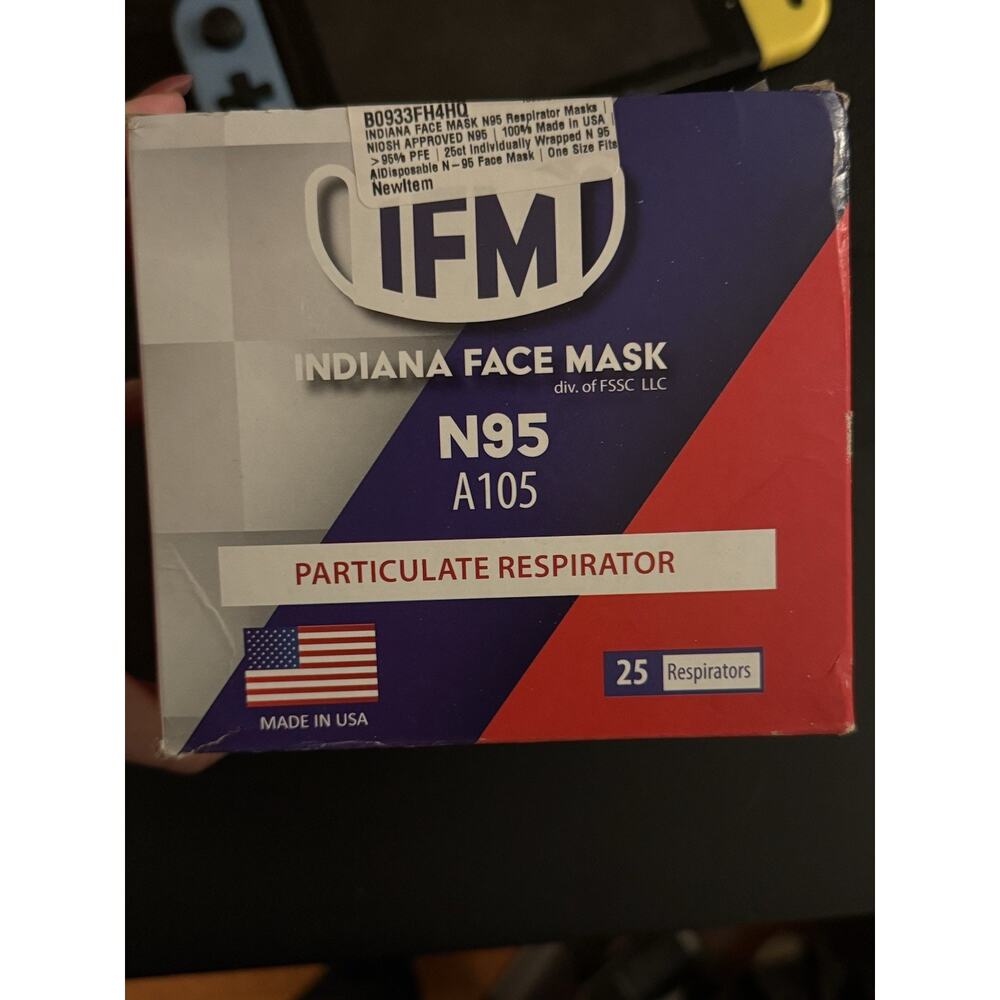 B0933FH4HQ
INDIANA FACE MASK N95 Respirator Masks |
NIOSH APPROVED N95 | 100% Made in USA |
>95% PFE | 25ct Individually Wrapped N 95
AIDisposable N-95 Face Mask | One Size Fits
NewItem
IFM
INDIANA FACE MASK
div. of FSSC LLC
N95
A105
PARTICULATE RESPIRATOR
MADE IN USA
25 Respirators